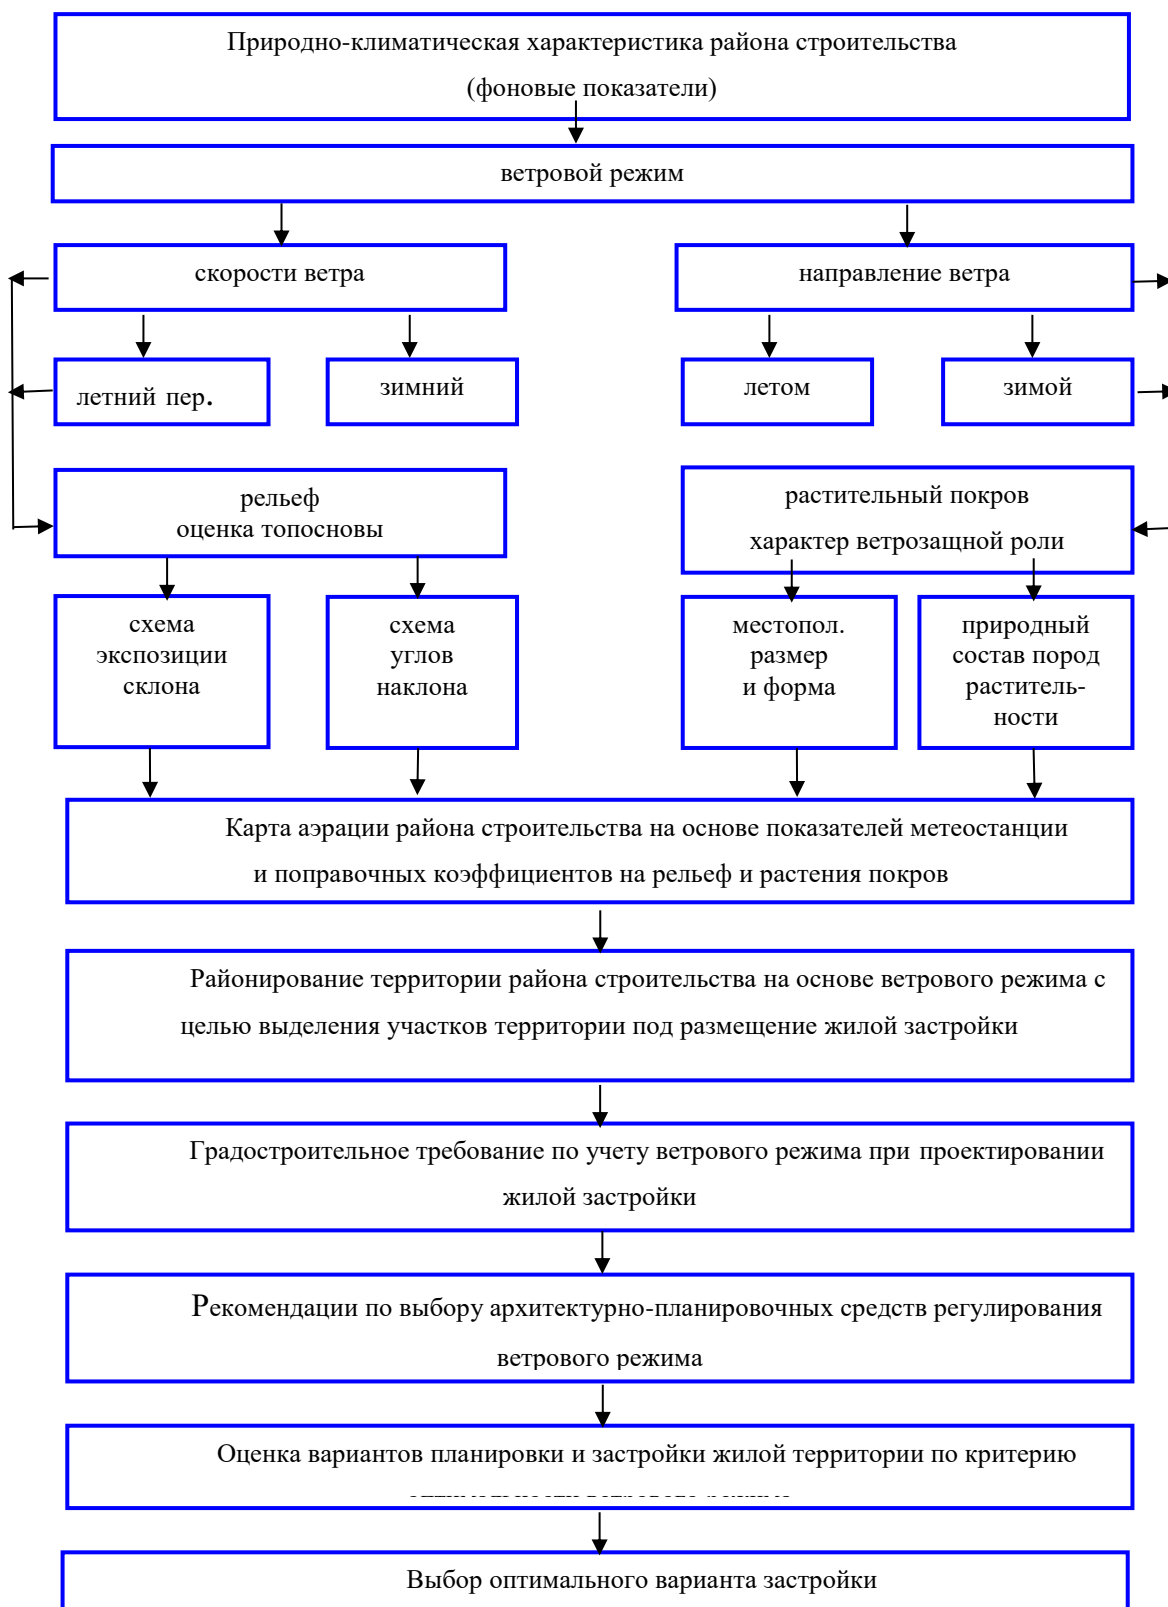 Природно-климатическая характеристика района строительства
(фоновые показатели)
ветровой режим
скорости ветра
направление ветра
летний пер.
зимний
летом
зимой
рельеф
оценка топосновы
растительный покров
характер ветрозащной роли
схема
экспозиции
склона
схема
углов
наклона
местопол.
размер
и форма
природный
состав пород
раститель-
ности
Карта аэрации района строительства на основе показателей метеостанции
и поправочных коэффициентов на рельеф и растения покров
Районирование территории района строительства на основе ветрового режима с
целью выделения участков территории под размещение жилой застройки
Градостроительное требование по учету ветрового режима при проектировании
жилой застройки
Рекомендации по выбору архитектурно-планировочных средств регулирования
ветрового режима
Оценка вариантов планировки и застройки жилой территории по критерию
Выбор оптимального варианта застройки